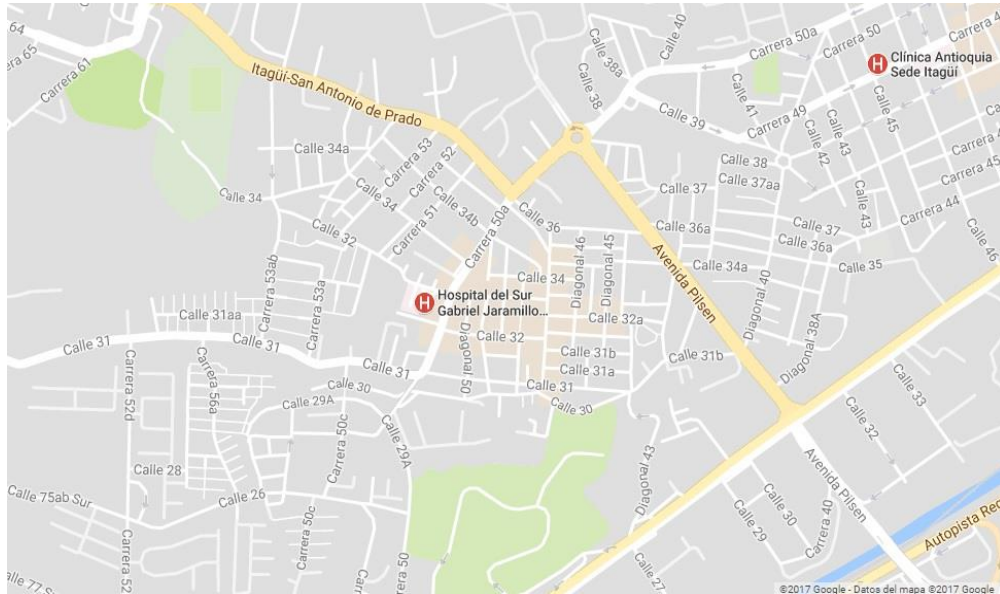 64
Carrera 65
Carrera 61
Itagüí-San Antonio de Prado
Calle 38a
Calle 38
Calle 40
Carrera 50a
Carrera 50
Carrera 49
Clínica Antioquia
Sede Itagüí
Calle 41
Calle 39
Carrera 49
Calle 42
Calle 43
Calle 45
Calle 34a
Carrera 53
Carrera 52
Calle 38
Calle 37
Calle 37aa
Carrera 45
Carrera 44
Calle 34
Calle 34
Calle 34b
Carrera 50a
Calle 36
Calle 36a
Calle 37
Calle 36a
Calle 43
Calle 46
Calle 32
Carrera 51
Diagonal 46
Diagonal 45
Calle 34a
Calle 35
Carrera 53ab
Carrera 53a
Calle 34
Avenida Pilsen
Diagonal 40
Hospital del Sur
Gabriel Jaramillo...
Calle 31aa
Calle 32a
Diagonal 38A
Calle 31
Calle 31
Calle 32
Diagonal 50
Calle 31b
Calle 31b
Calle 31
Calle 31a
Carrera 52d
Carrera 56a
Calle 30
Calle 31
Calle 33
Calle 29A
Calle 30
Calle 32
Carrera 50c
Calle 29A
Diagonal 43
Avenida Pilsen
Calle 28
Calle 75ab Sur
Calle 26
Carrera 50c
Calle 29
Calle 30
Carrera 40
Carrera 52
Carrera 50
Calle 27
Autopista Reg
alle 77 Sur
©2017 Google - Datos del mapa ©2017 Google